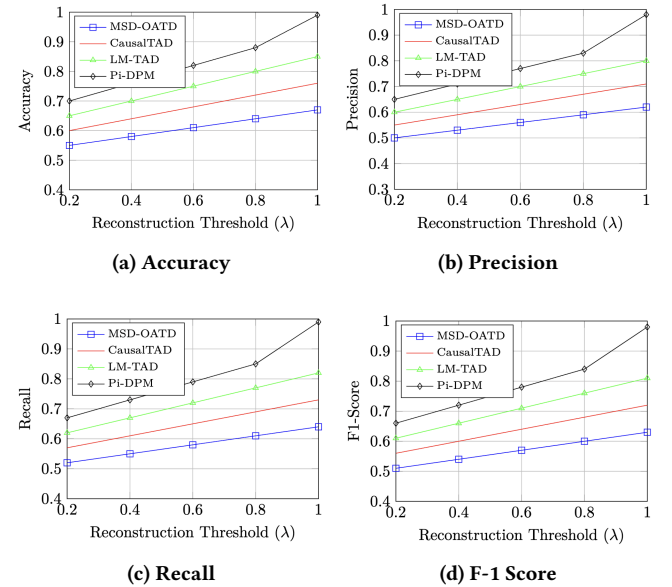 1
0.9
0.8
0.7
0.6
0.5
0.4
Accuracy
MSD-OATD
CausalTAD
LM-TAD
Pi-DPM
0.2 0.4 0.6 0.8 1
Reconstruction Threshold (λ)
(a) Accuracy
1
0.9
0.8
0.7
0.6
0.5
0.4
0.3
Precision
MSD-OATD
CausalTAD
LM-TAD
Pi-DPM
0.2 0.4 0.6 0.8 1
Reconstruction Threshold (λ)
(b) Precision
1
0.9
0.8
0.7
0.6
0.5
0.4
Recall
MSD-OATD
CausalTAD
LM-TAD
Pi-DPM
0.2 0.4 0.6 0.8 1
Reconstruction Threshold (λ)
(c) Recall
1
0.9
0.8
0.7
0.6
0.5
0.4
F1-Score
MSD-OATD
CausalTAD
LM-TAD
Pi-DPM
0.2 0.4 0.6 0.8 1
Reconstruction Threshold (λ)
(d) F-1 Score